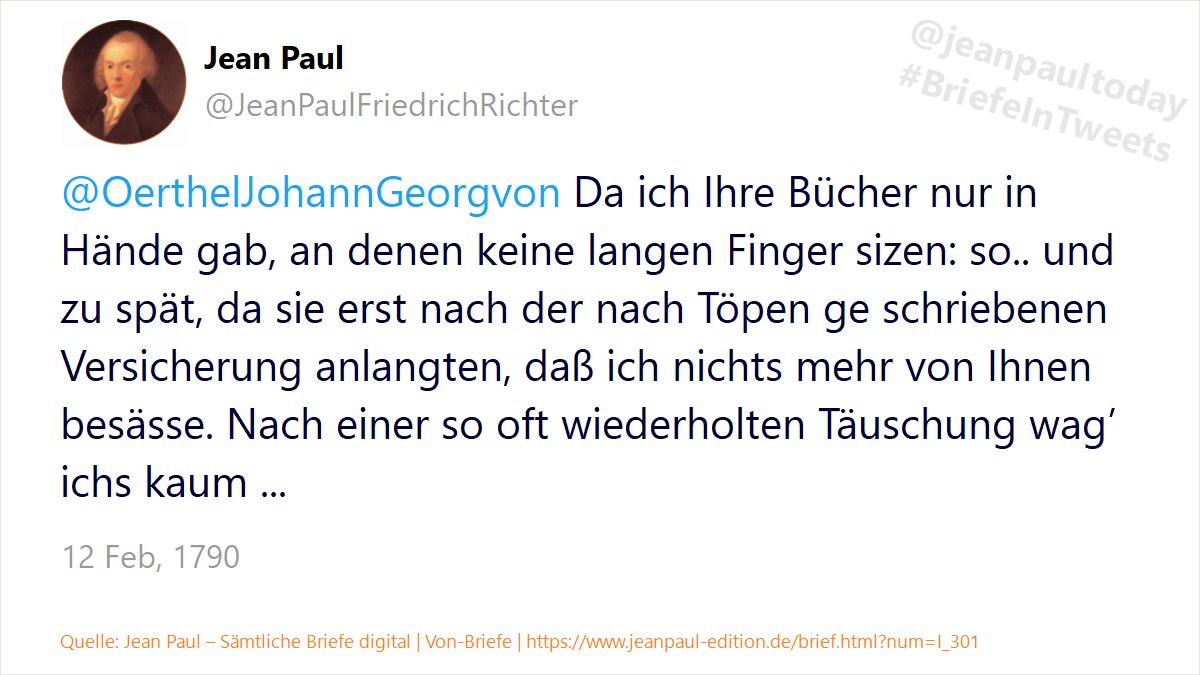 Jean Paul
@JeanPaulFriedrichRichter
@jeanpaultoday
#BriefeInTweets
@OerthelJohannGeorgvon Da ich Ihre Bücher nur in
Hände gab, an denen keine langen Finger sizen: so.. und
zu spät, da sie erst nach der nach Töpen ge schriebenen
Versicherung anlangten, daß ich nichts mehr von Ihnen
besässe. Nach einer so oft wiederholten Täuschung wag’
ichs kaum ...
12 Feb, 1790
Quelle: Jean Paul – Sämtliche Briefe digital | Von-Briefe | https://www.jeanpaul-edition.de/brief.html?num=I_301